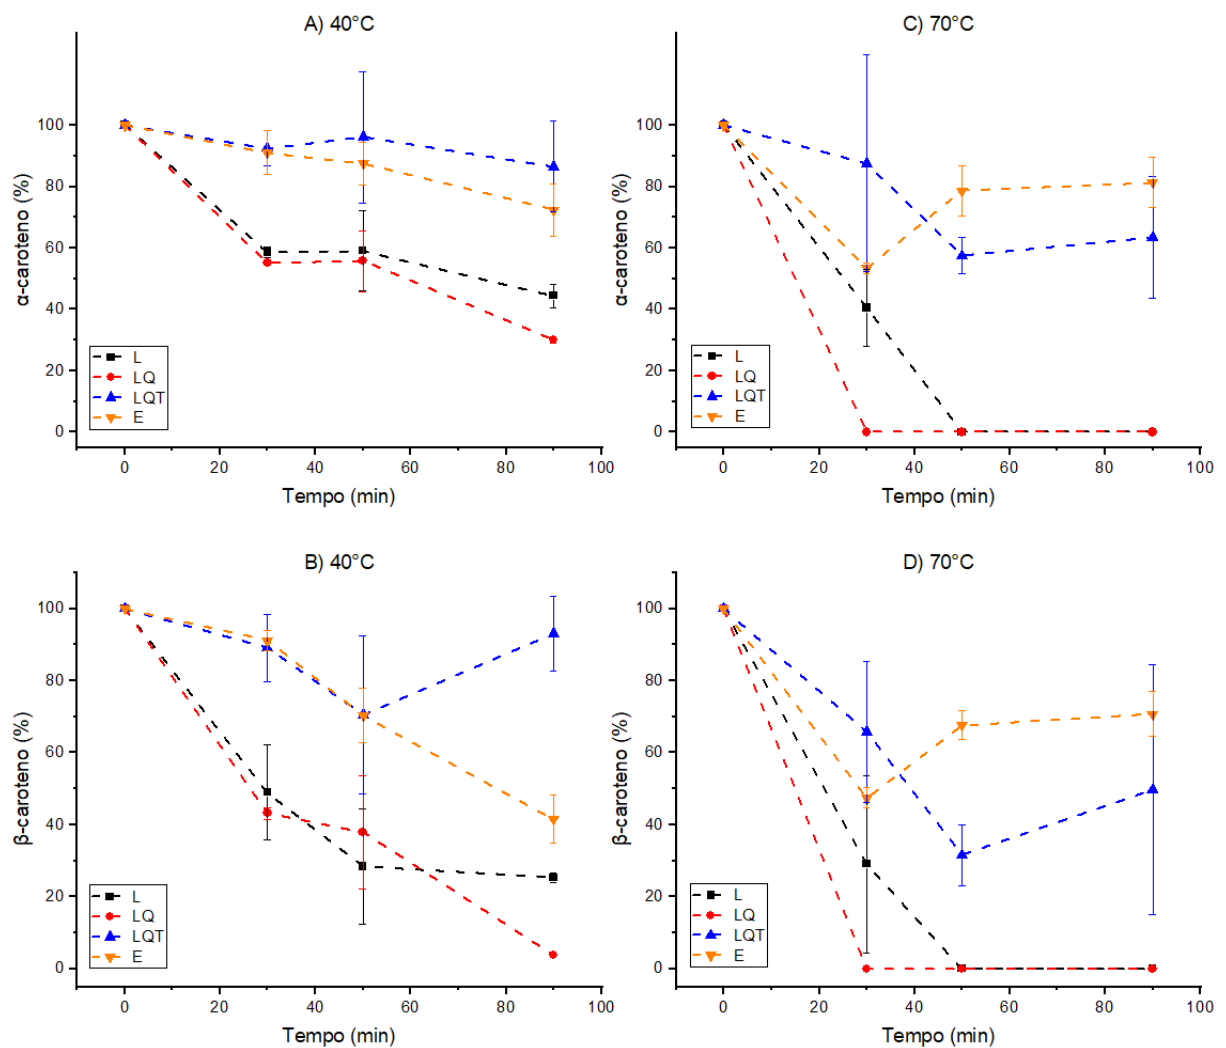 A) 40°C
α-caroteno (%)
100
80
60
40
20
0
L
LQ
LQT
E
0 20 40 60 80 100
Tempo (min)
C) 70°C
α-caroteno (%)
100
80
60
40
20
0
L
LQ
LQT
E
0 20 40 60 80 100
Tempo (min)
B) 40°C
β-caroteno (%)
100
80
60
40
20
0
L
LQ
LQT
E
0 20 40 60 80 100
Tempo (min)
D) 70°C
β-caroteno (%)
100
80
60
40
20
0
L
LQ
LQT
E
0 20 40 60 80 100
Tempo (min)